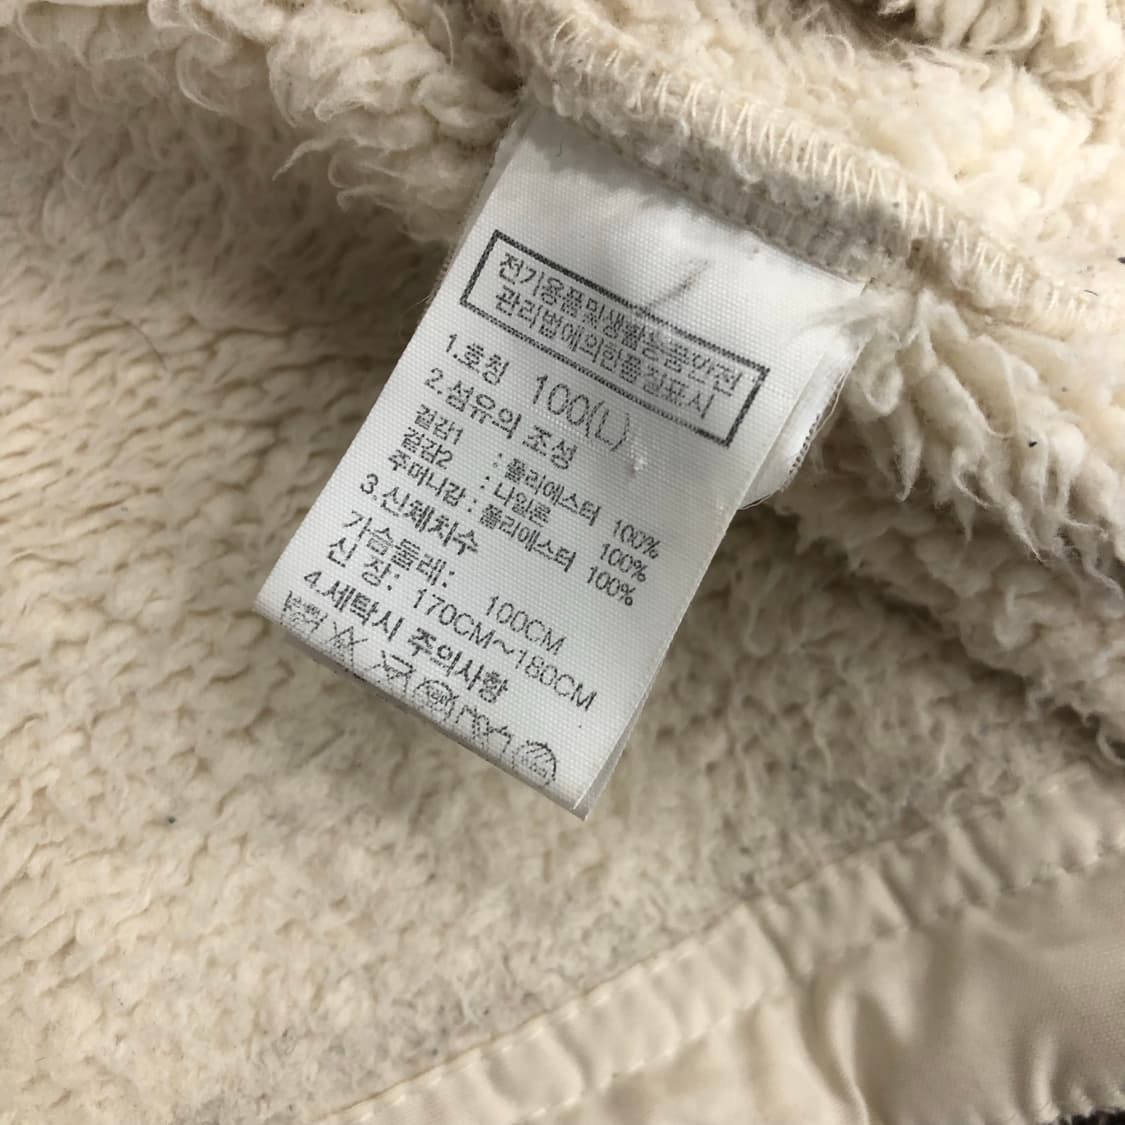 전기용품및생활용품안전
관리법에의한품질표시
1.호칭 100(L)
2.섬유의 조성
겉감1 : 폴리에스터 100%
겉감2 : 나일론 100%
주머니감 : 폴리에스터 100%
3.신체치수
가슴둘레: 100CM
신 장: 170CM~180CM
4.세탁시 주의사항